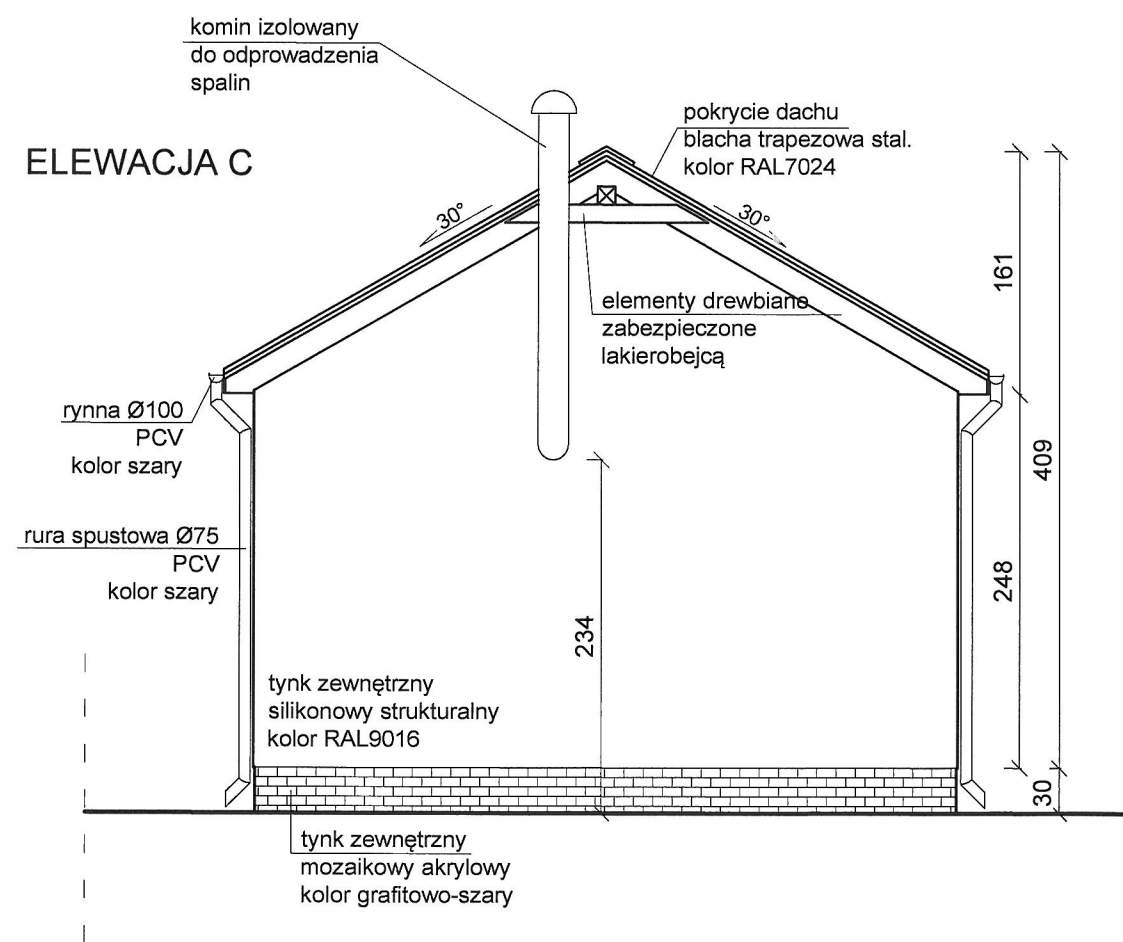 komin izolowany
do odprowadzenia
spalin
ELEWACJA C
pokrycie dachu
blacha trapezowa stal.
kolor RAL7024
30°
30°
161
elementy drewbiane
zabezpieczone
lakierobejcą
rynna Ø100
PCV
kolor szary
409
rura spustowa Ø75
PCV
kolor szary
248
234
tynk zewnętrzny
silikonowy strukturalny
kolor RAL9016
30
tynk zewnętrzny
mozaikowy akrylowy
kolor grafitowo-szary